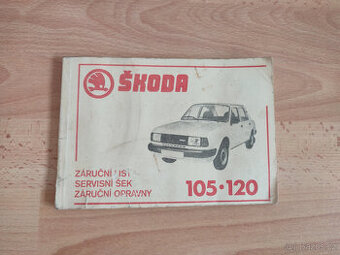 ŠKODA
ZÁRUČNÍ LIST
SERVISNÍ ŠEK
ZÁRUČNÍ OPRAVNY
105·120